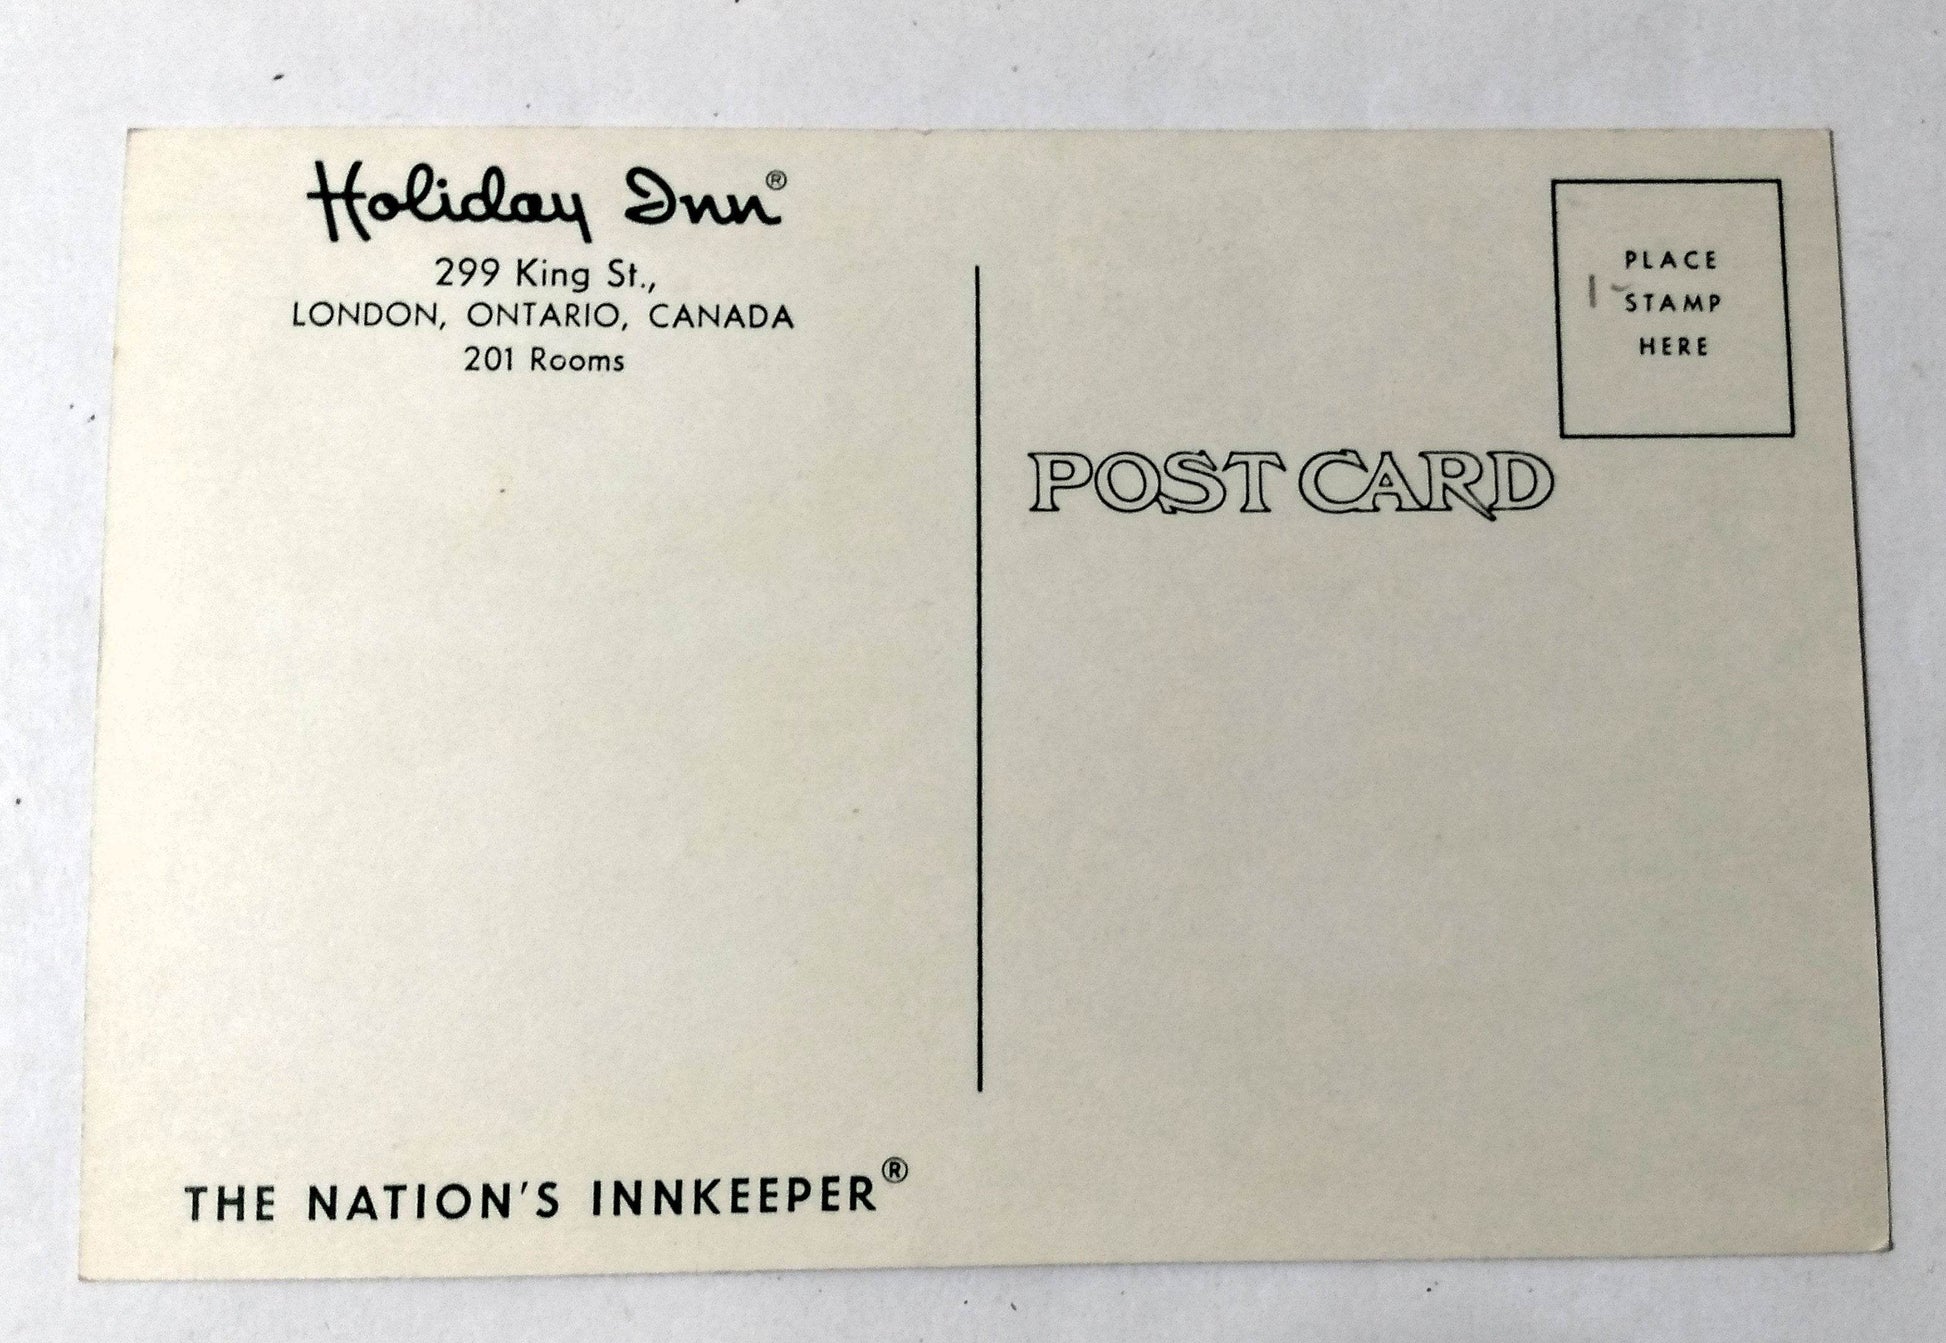 Holiday Inn®
299 King St.,
LONDON, ONTARIO, CANADA
201 Rooms
PLACE
STAMP
HERE
POST CARD
THE NATION'S INNKEEPER®